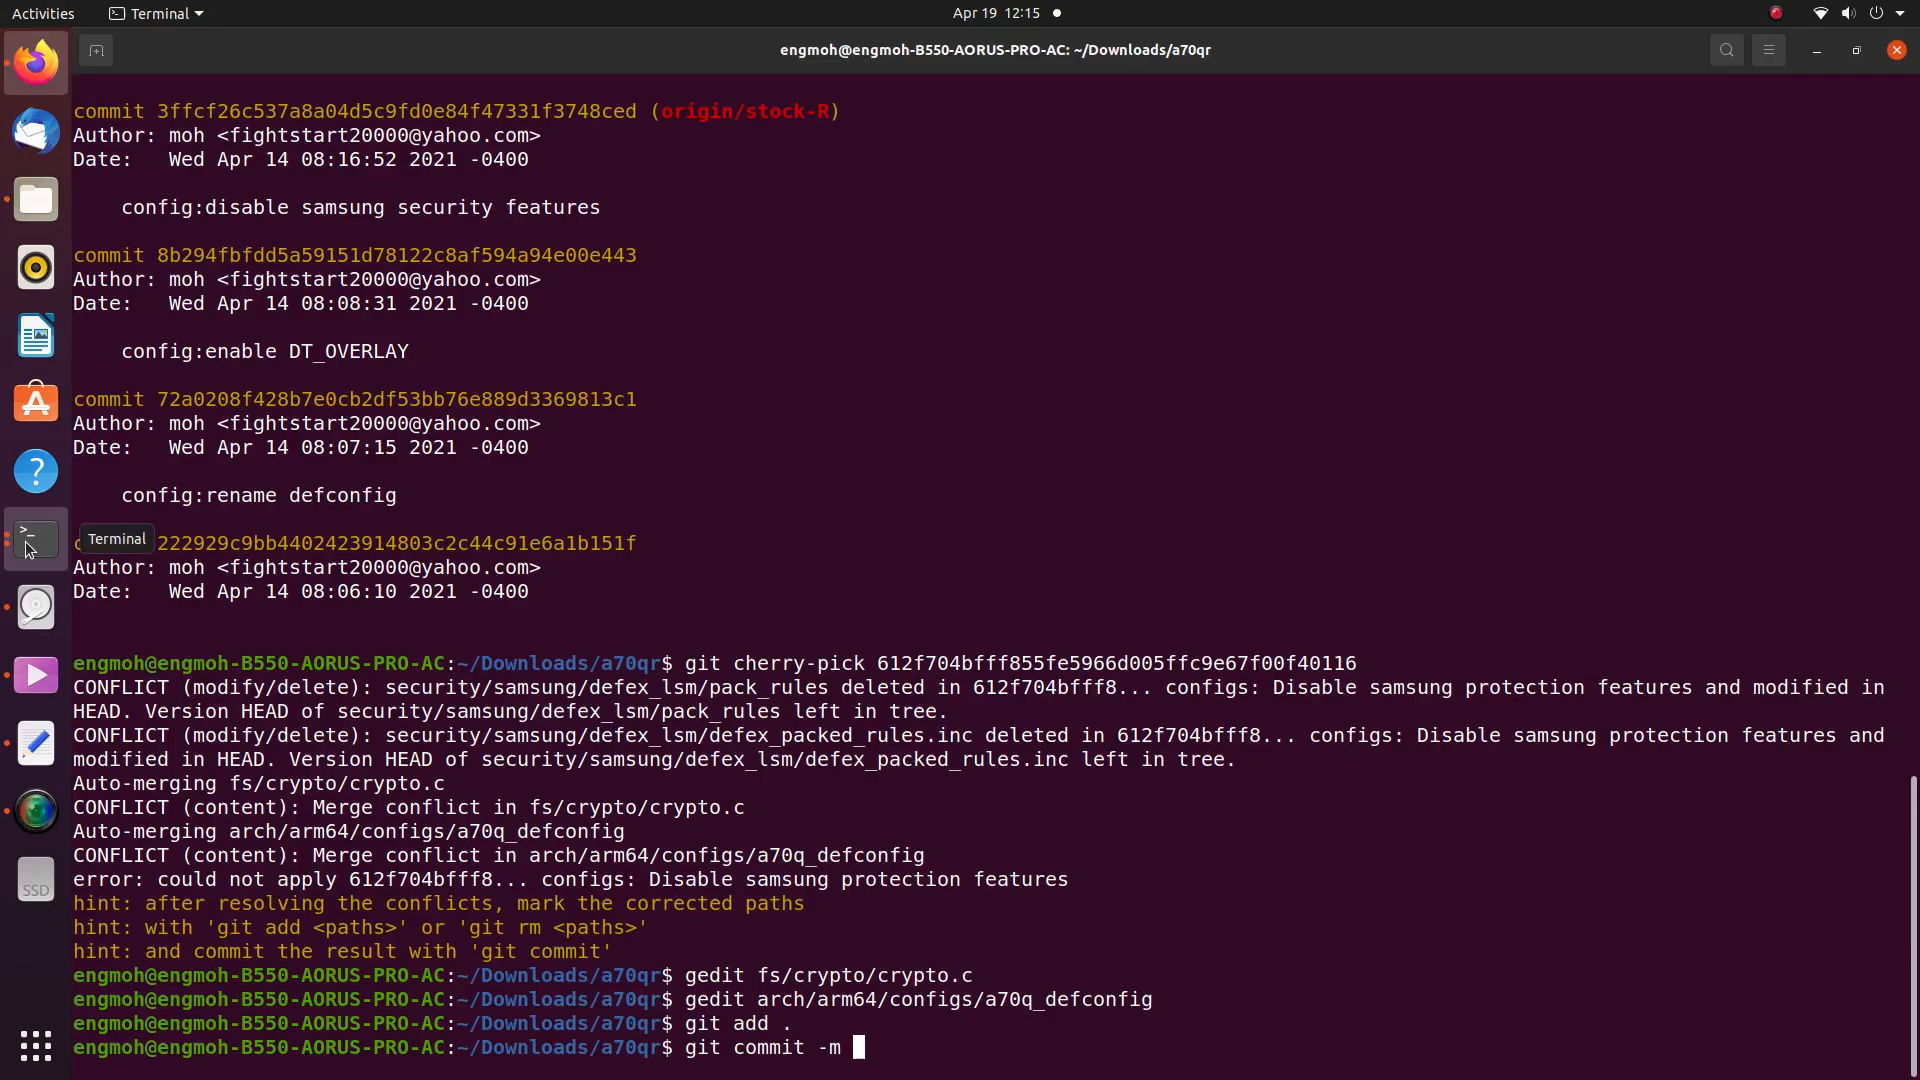 Activities
Terminal
Apr 19 12:15
engmoh@engmoh-B550-AORUS-PRO-AC: ~/Downloads/a70qr
commit 3ffcf26c537a8a04d5c9fd0e84f47331f3748ced (origin/stock-R)
Author: moh <fightstart20000@yahoo.com>
Date:   Wed Apr 14 08:16:52 2021 -0400
    config:disable samsung security features
commit 8b294fbfdd5a59151d78122c8af594a94e00e443
Author: moh <fightstart20000@yahoo.com>
Date:   Wed Apr 14 08:08:31 2021 -0400
    config:enable DT_OVERLAY
commit 72a0208f428b7e0cb2df53bb76e889d3369813c1
Author: moh <fightstart20000@yahoo.com>
Date:   Wed Apr 14 08:07:15 2021 -0400
    config:rename defconfig
Terminal
222929c9bb4402423914803c2c44c91e6a1b151f
Author: moh <fightstart20000@yahoo.com>
Date:   Wed Apr 14 08:06:10 2021 -0400
engmoh@engmoh-B550-AORUS-PRO-AC:~/Downloads/a70qr$ git cherry-pick 612f704bfff855fe5966d005ffc9e67f00f40116
CONFLICT (modify/delete): security/samsung/defex_lsm/pack_rules deleted in 612f704bfff8... configs: Disable samsung protection features and modified in
HEAD. Version HEAD of security/samsung/defex_lsm/pack_rules left in tree.
CONFLICT (modify/delete): security/samsung/defex_lsm/defex_packed_rules.inc deleted in 612f704bfff8... configs: Disable samsung protection features and
modified in HEAD. Version HEAD of security/samsung/defex_lsm/defex_packed_rules.inc left in tree.
Auto-merging fs/crypto/crypto.c
CONFLICT (content): Merge conflict in fs/crypto/crypto.c
Auto-merging arch/arm64/configs/a70q_defconfig
CONFLICT (content): Merge conflict in arch/arm64/configs/a70q_defconfig
error: could not apply 612f704bfff8... configs: Disable samsung protection features
hint: after resolving the conflicts, mark the corrected paths
hint: with 'git add <paths>' or 'git rm <paths>'
hint: and commit the result with 'git commit'
engmoh@engmoh-B550-AORUS-PRO-AC:~/Downloads/a70qr$ gedit fs/crypto/crypto.c
engmoh@engmoh-B550-AORUS-PRO-AC:~/Downloads/a70qr$ gedit arch/arm64/configs/a70q_defconfig
engmoh@engmoh-B550-AORUS-PRO-AC:~/Downloads/a70qr$ git add .
engmoh@engmoh-B550-AORUS-PRO-AC:~/Downloads/a70qr$ git commit -m
SSD